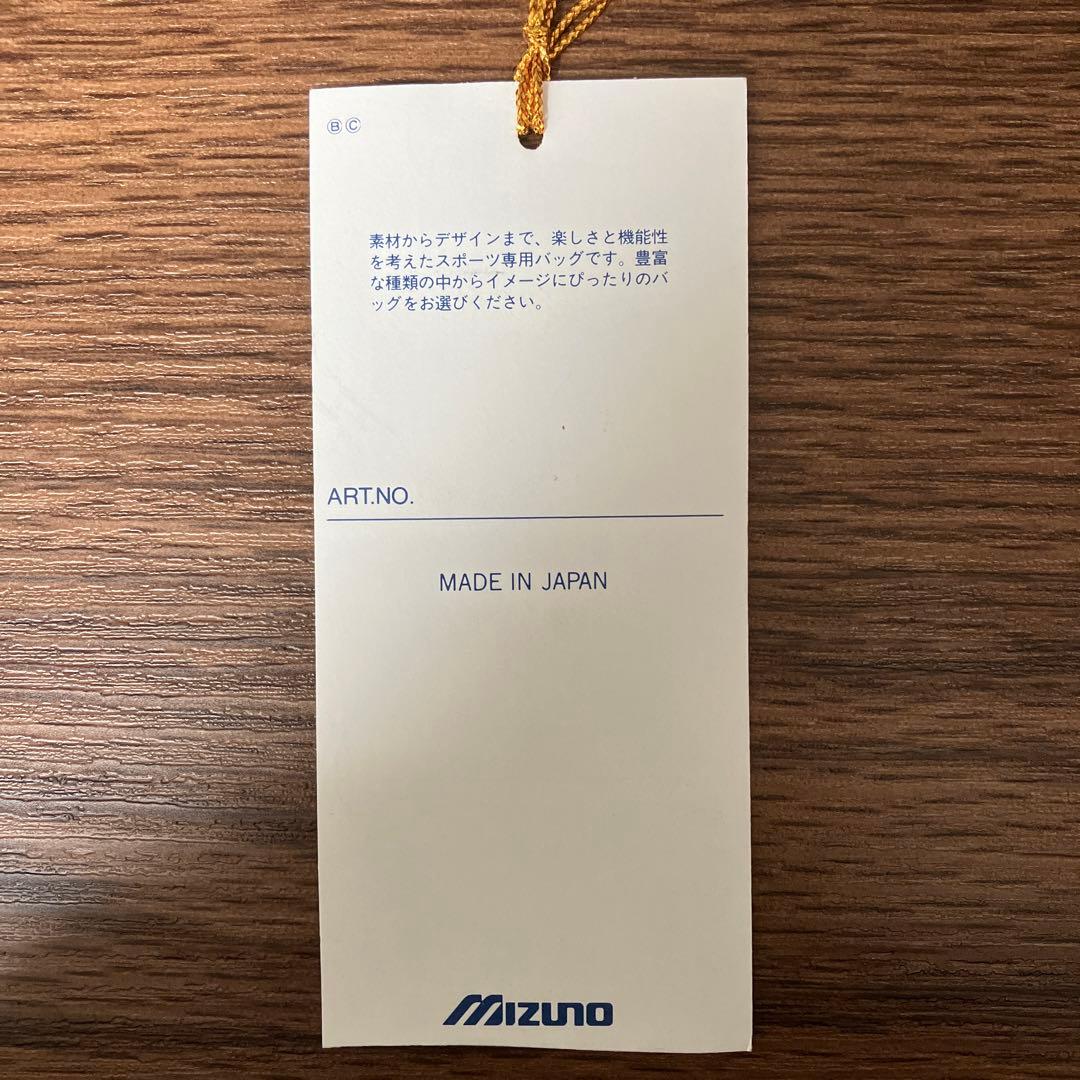 Ⓑ Ⓒ
素材からデザインまで、楽しさと機能性
を考えたスポーツ専用バッグです。豊富
な種類の中からイメージにぴったりのバ
ッグをお選びください。
ART.NO.
MADE IN JAPAN
MIZUNO